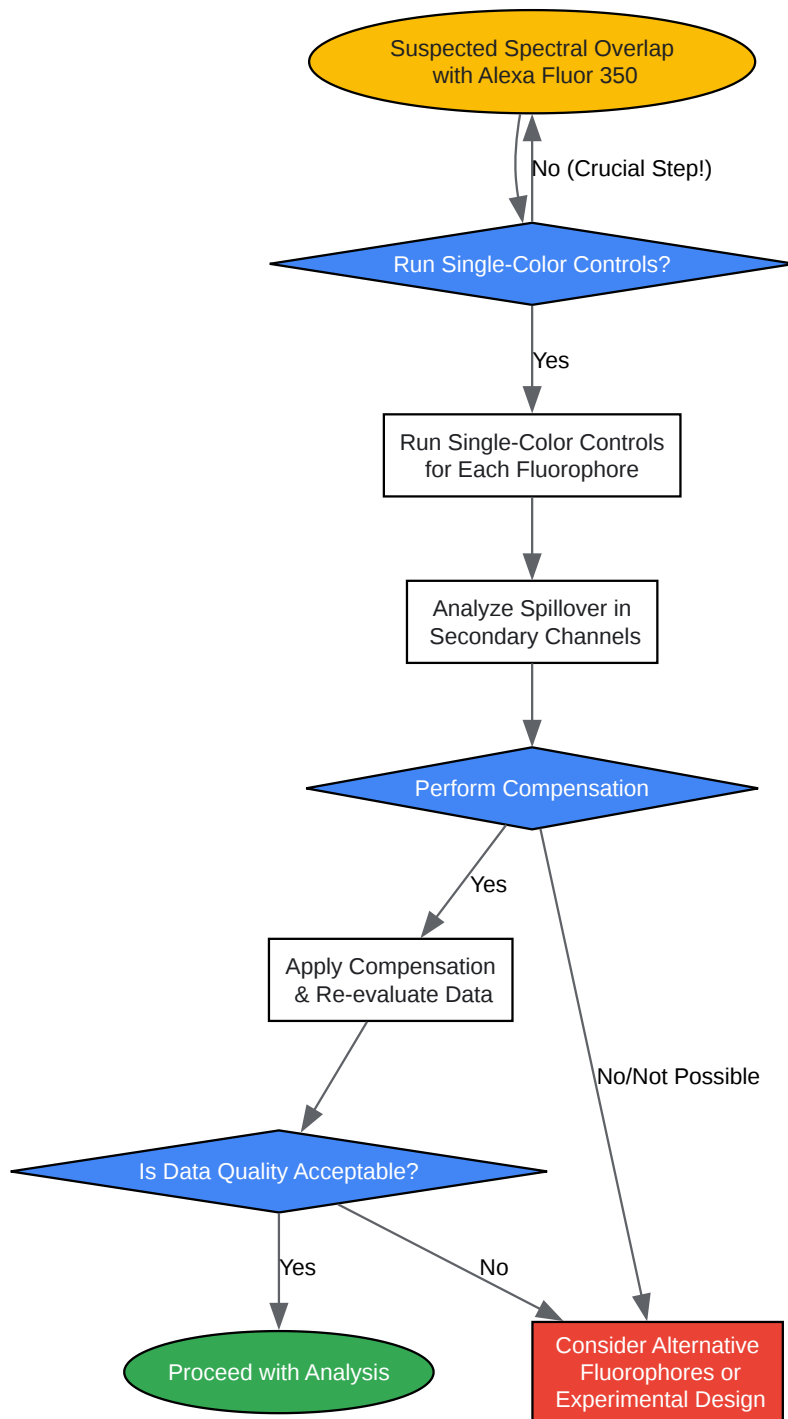 Suspected Spectral Overlap
with Alexa Fluor 350
No (Crucial Step!)
Run Single-Color Controls?
Yes
Run Single-Color Controls
for Each Fluorophore
Analyze Spillover in
Secondary Channels
Perform Compensation
Yes
Apply Compensation
& Re-evaluate Data
No/Not Possible
Is Data Quality Acceptable?
Yes
No
Proceed with Analysis
Consider Alternative
Fluorophores or
Experimental Design